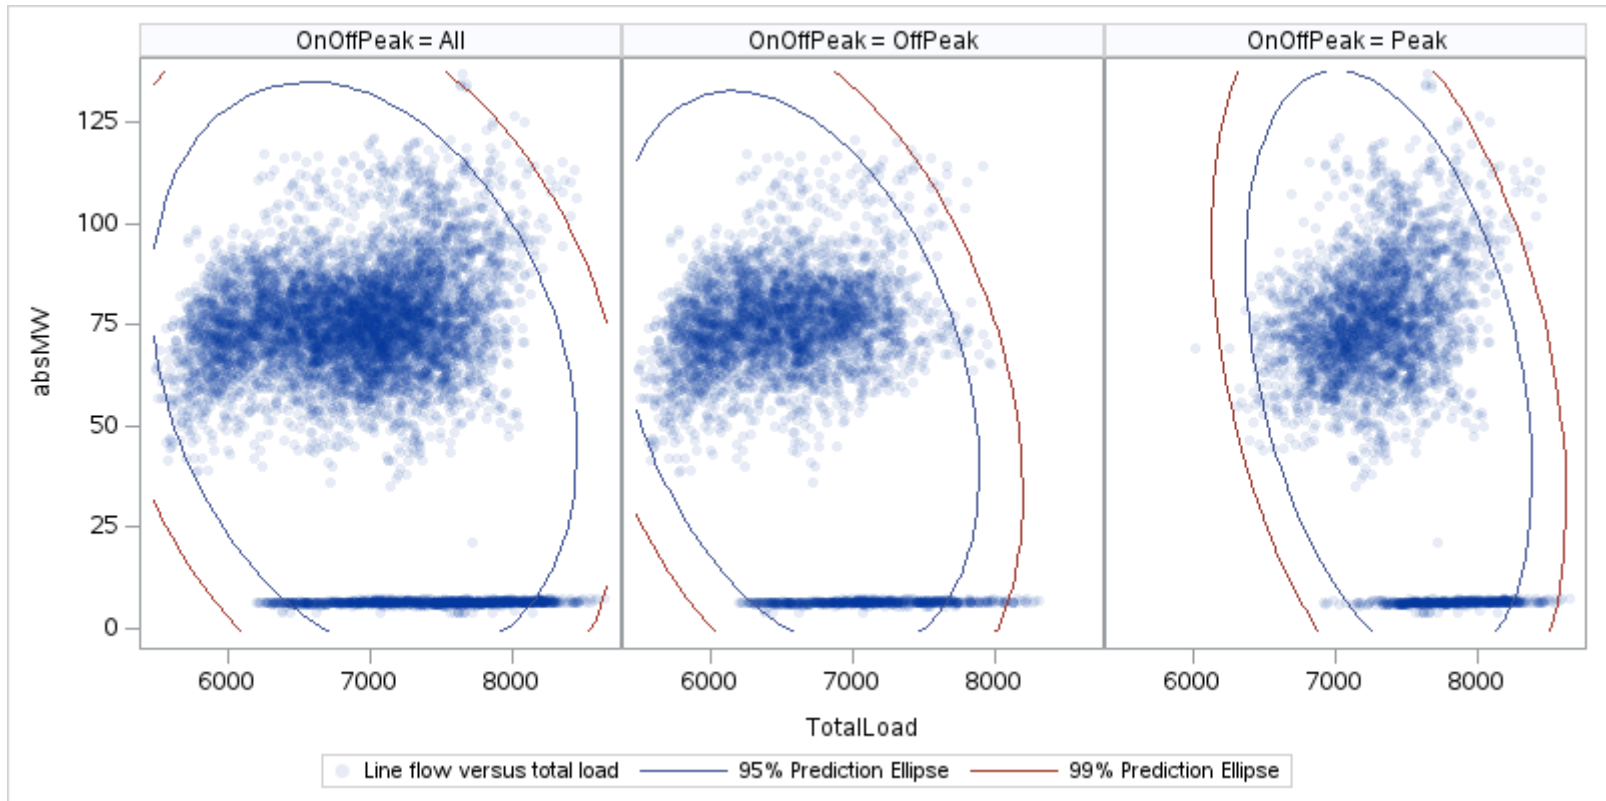 OnOffPeak = All
OnOffPeak = OffPeak
OnOffPeak = Peak
125
100
75
50
25
0
absMW
6000 7000 8000 6000 7000 8000 6000 7000 8000
TotalLoad
Line flow versus total load 95% Prediction Ellipse 99% Prediction Ellipse